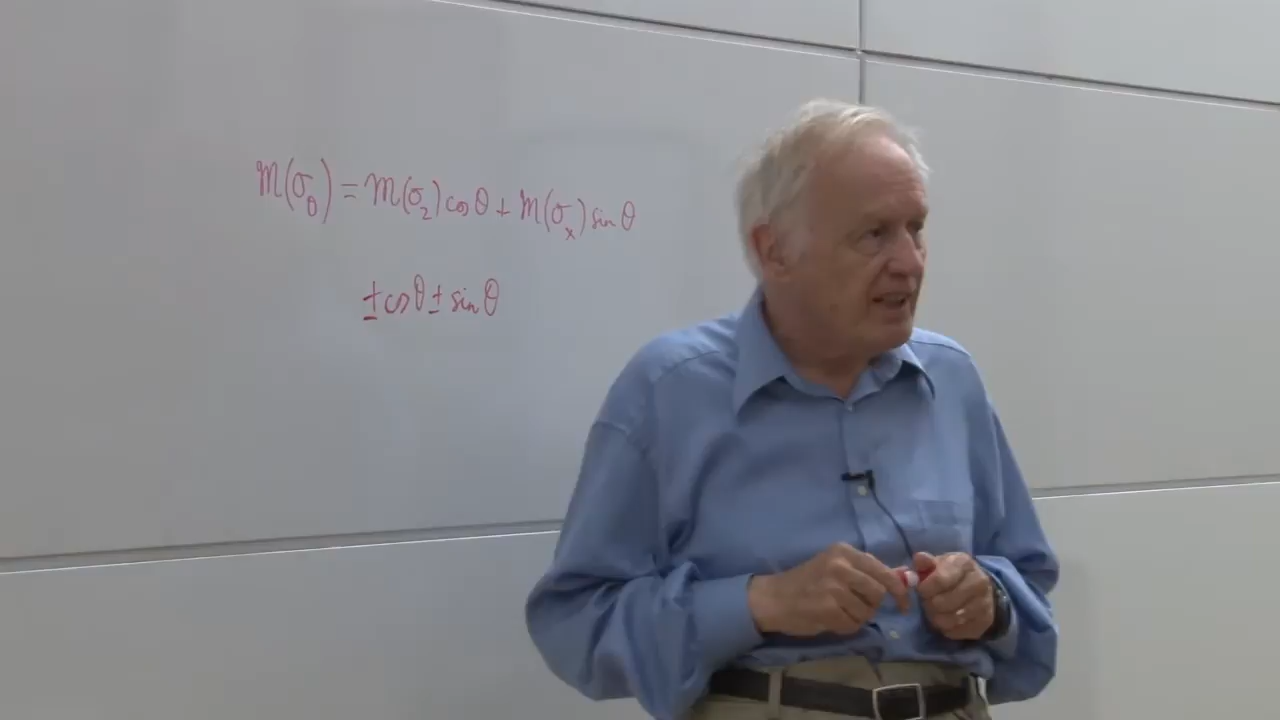 m(σ_θ) = m(σ_z) cos θ + m(σ_x) sin θ
± cos θ ± sin θ